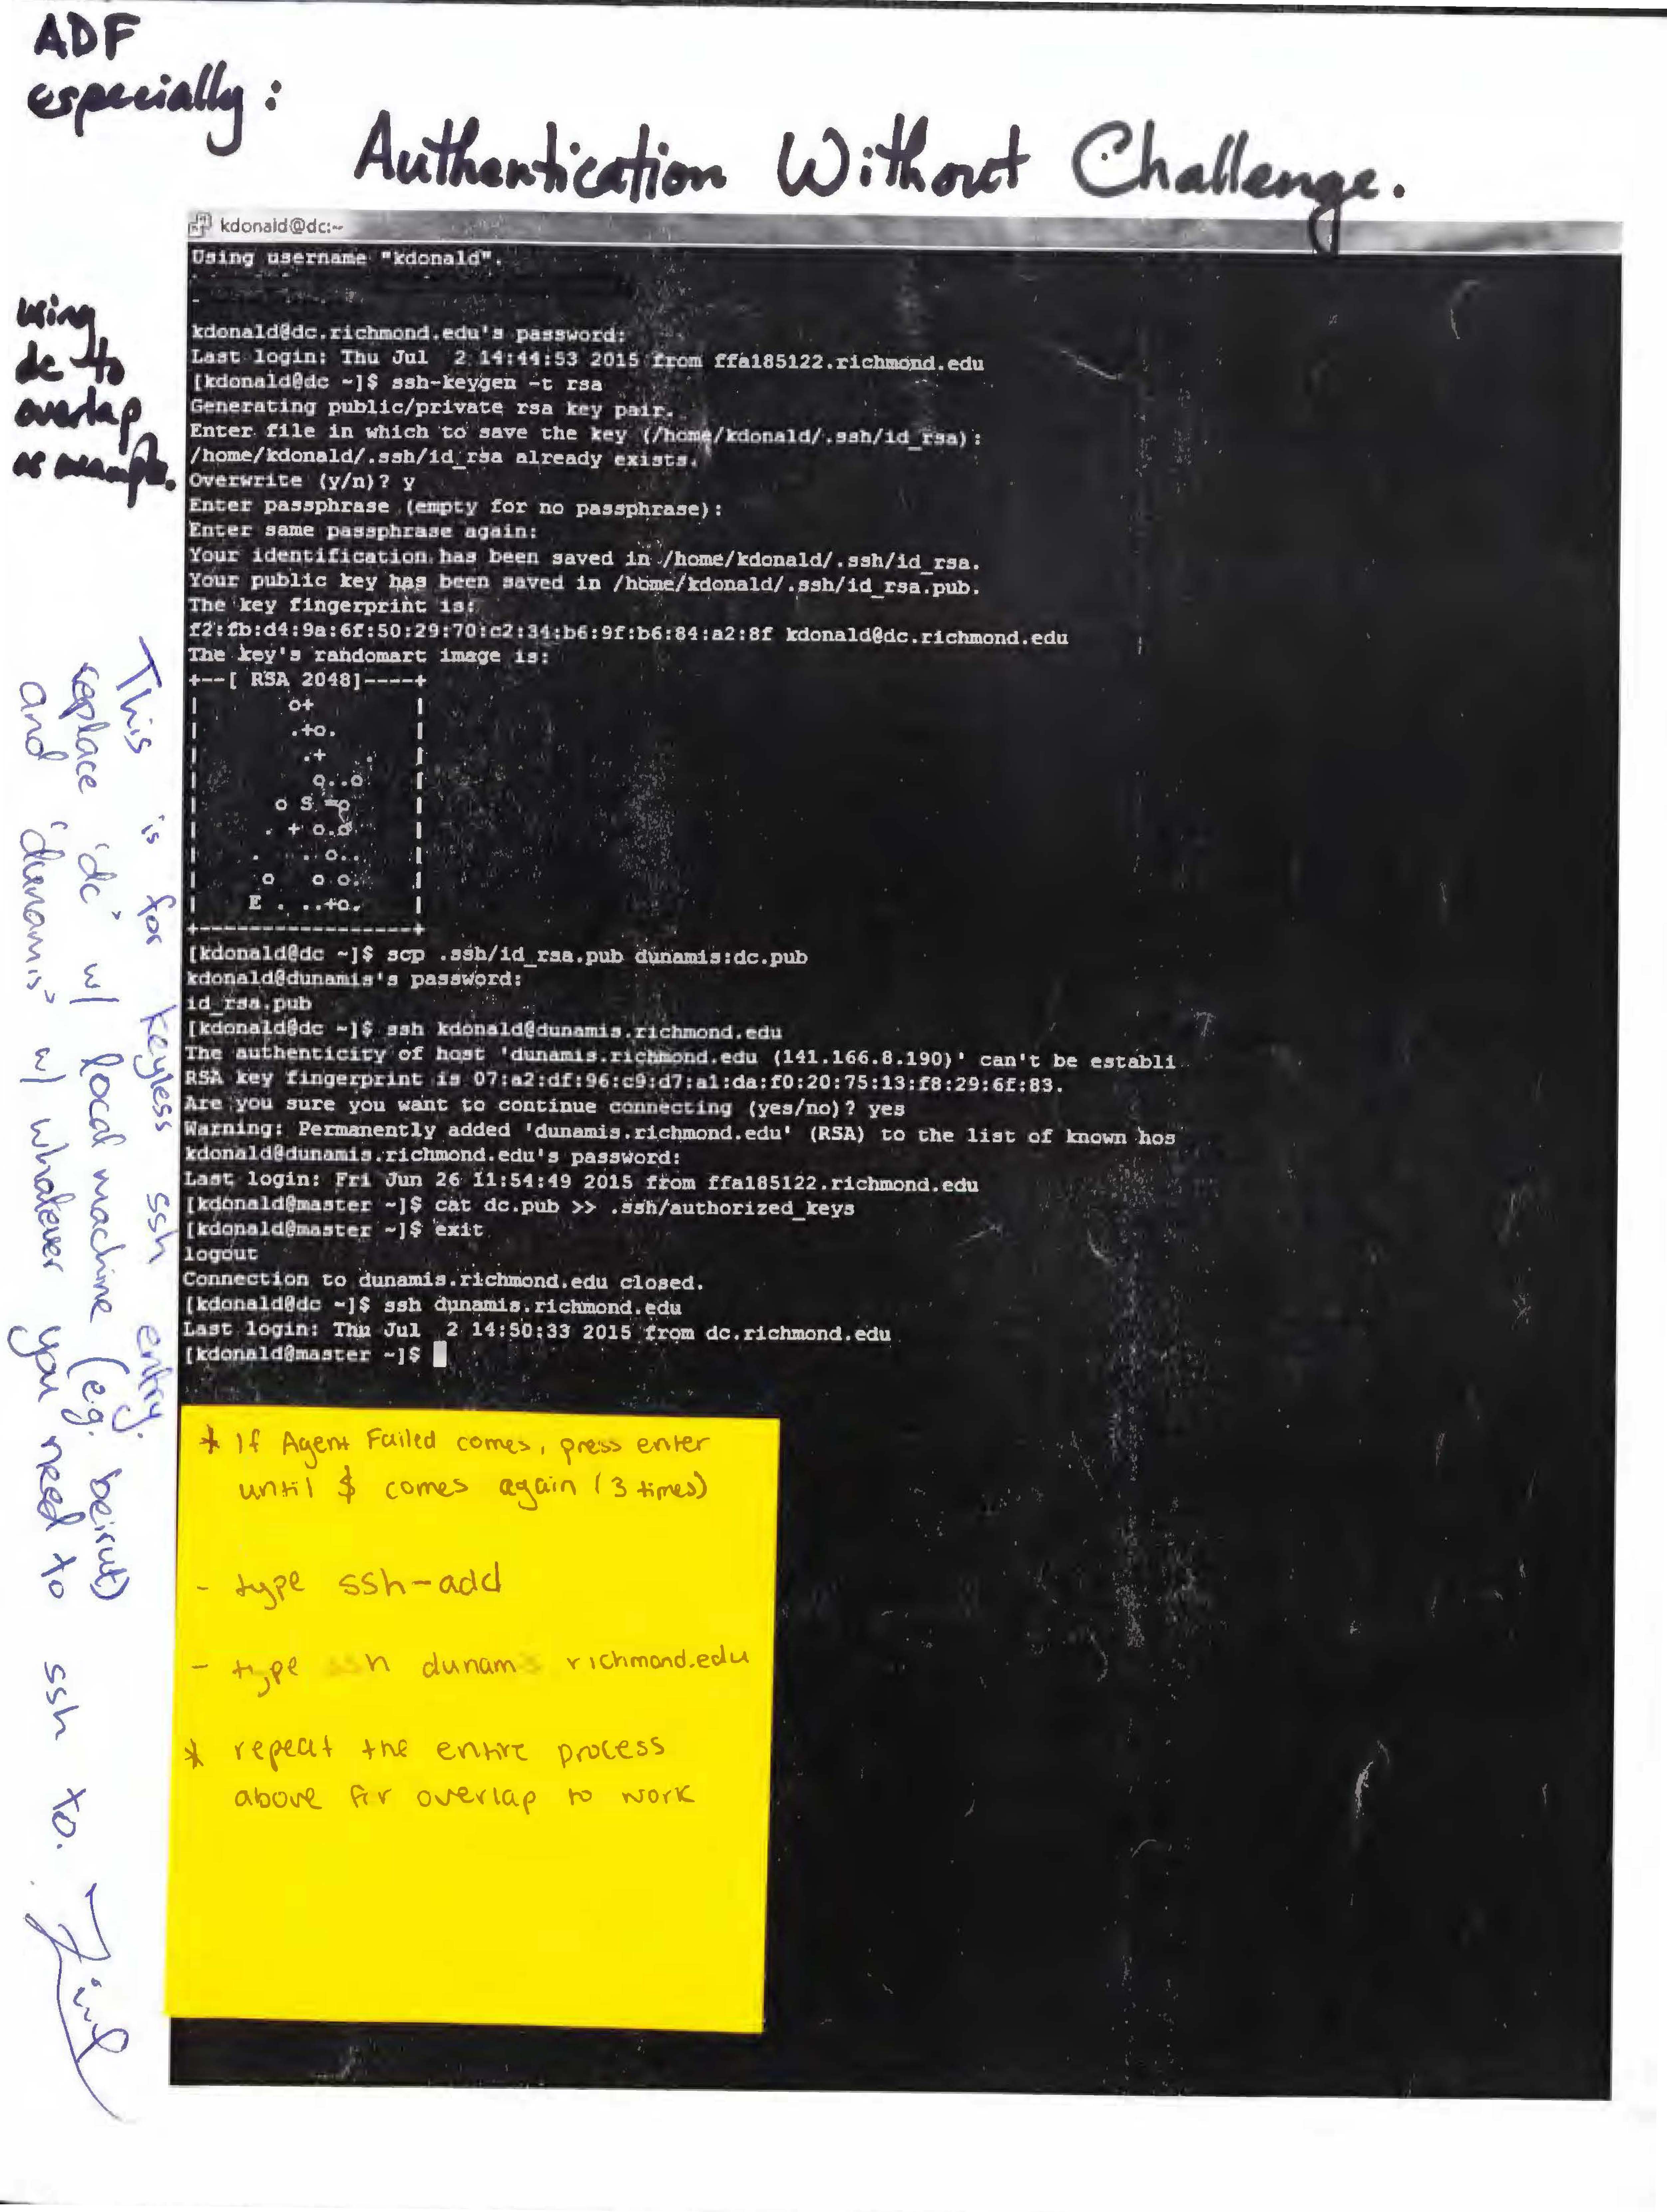 ADF
especially:
Authentication Without Challenge.
kdonald@dc:~
Using username "kdonald".
kdonald@dc.richmond.edu's password:
Last login: Thu Jul  2 14:44:53 2015 from ffa185122.richmond.edu
[kdonald@dc ~]$ ssh-keygen -t rsa
Generating public/private rsa key pair.
Enter file in which to save the key (/home/kdonald/.ssh/id_rsa):
/home/kdonald/.ssh/id_rsa already exists.
Overwrite (y/n)? y
Enter passphrase (empty for no passphrase):
Enter same passphrase again:
Your identification has been saved in /home/kdonald/.ssh/id_rsa.
Your public key has been saved in /home/kdonald/.ssh/id_rsa.pub.
The key fingerprint is:
f2:fb:d4:9a:6f:50:29:70:c2:34:b6:9f:b6:84:a2:8f kdonald@dc.richmond.edu
The key's randomart image is:
+--[ RSA 2048]----+
|       o+        |
|       .+o.      |
|        .+   .   |
|         o..o    |
|      o S =o     |
|     . + o.o     |
|    .   . o..    |
|     o   o o.    |
|    E .  ..+o.   |
+-----------------+
[kdonald@dc ~]$ scp .ssh/id_rsa.pub dunamis:dc.pub
kdonald@dunamis's password:
id_rsa.pub
[kdonald@dc ~]$ ssh kdonald@dunamis.richmond.edu
The authenticity of host 'dunamis.richmond.edu (141.166.8.190)' can't be establi
RSA key fingerprint is 07:a2:df:96:c9:d7:a1:da:f0:20:75:13:f8:29:6f:83.
Are you sure you want to continue connecting (yes/no)? yes
Warning: Permanently added 'dunamis.richmond.edu' (RSA) to the list of known hos
kdonald@dunamis.richmond.edu's password:
Last login: Fri Jun 26 11:54:49 2015 from ffa185122.richmond.edu
[kdonald@master ~]$ cat dc.pub >> .ssh/authorized_keys
[kdonald@master ~]$ exit
logout
Connection to dunamis.richmond.edu closed.
[kdonald@dc ~]$ ssh dunamis.richmond.edu
Last login: Thu Jul  2 14:50:33 2015 from dc.richmond.edu
[kdonald@master ~]$
using
dc to
overlap
as example.
This is for keyless ssh entry.
replace 'dc' w/ local machine (e.g. beirut)
and 'dunamis' w/ whatever you need to ssh to.
* If Agent Failed comes, press enter
until $ comes again (3 times)
- type ssh-add
- type ssh dunam richmond.edu
* repeat the entire process
above for overlap to work